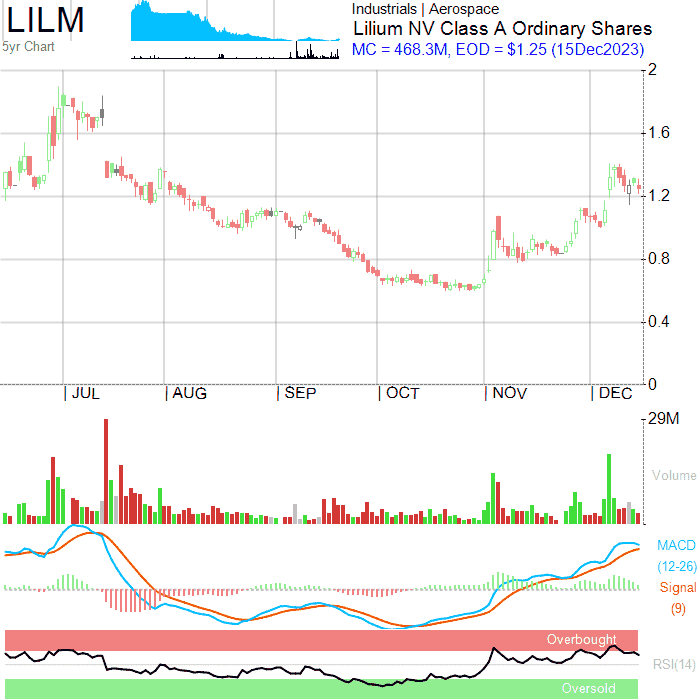 LILM
5yr Chart
Industrials | Aerospace
Lilium NV Class A Ordinary Shares
MC = 468.3M, EOD = $1.25 (15Dec2023)
2
1.6
1.2
0.8
0.4
0
JUL AUG SEP OCT NOV DEC
29M
Volume
MACD
(12-26)
Signal
(9)
Overbought
RSI(14)
Oversold